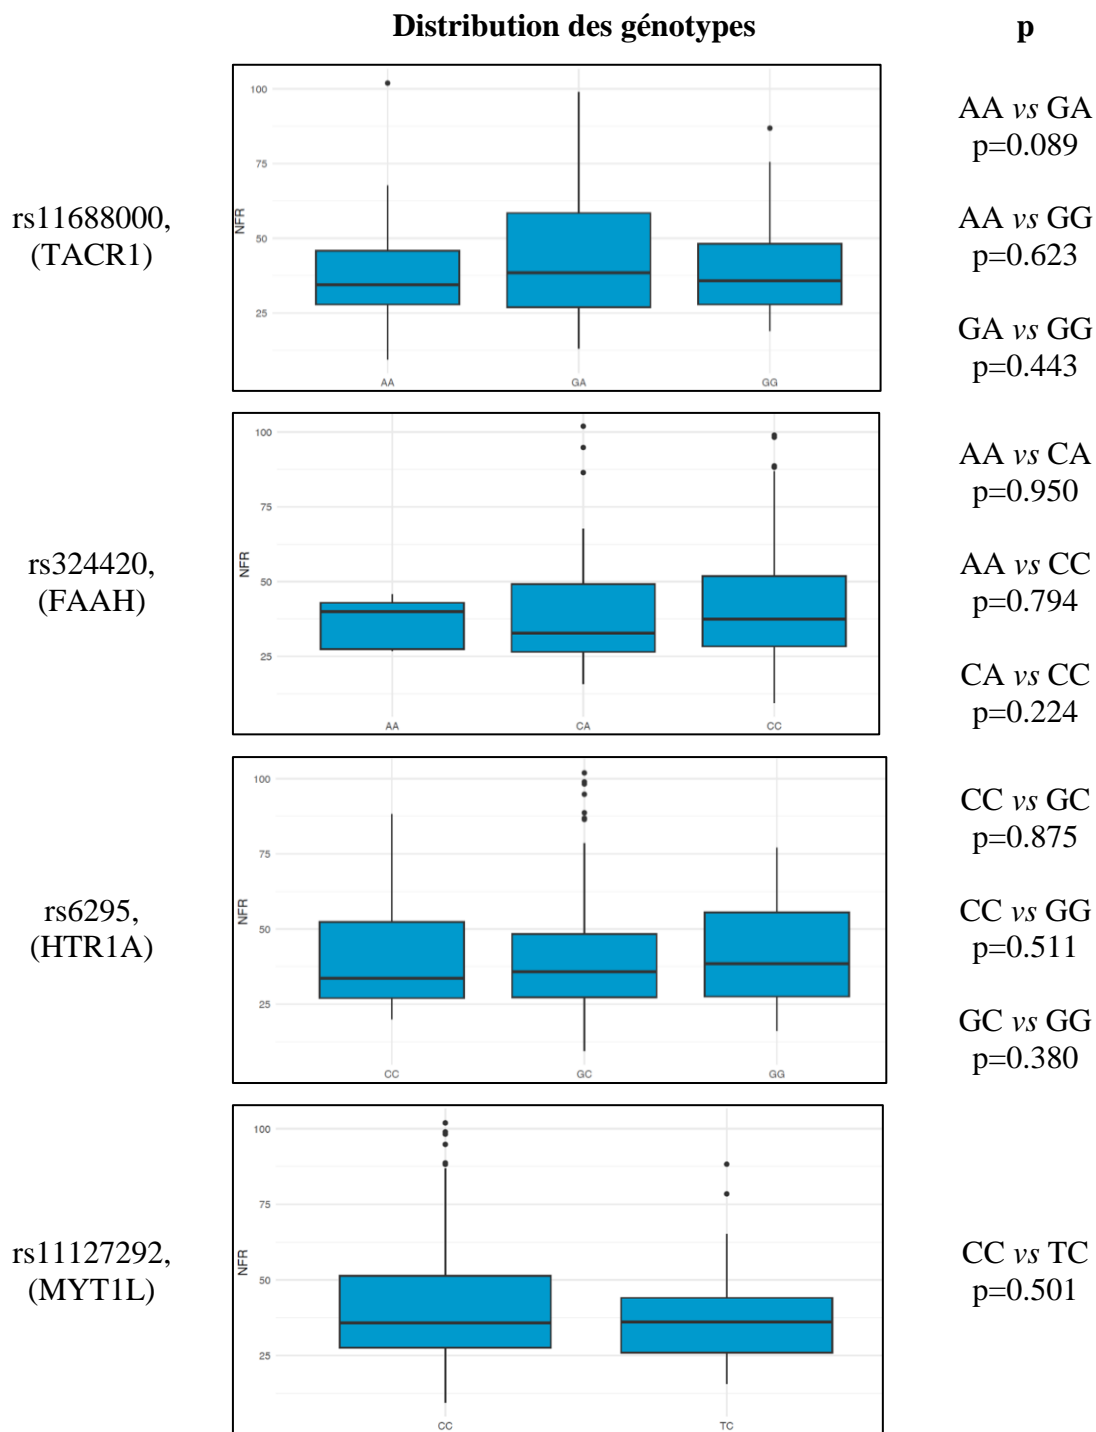 Distribution des génotypes
p
rs11688000,
(TACR1)
NFR
100
75
50
25
AA
GA
GG
AA vs GA
p=0.089
AA vs GG
p=0.623
GA vs GG
p=0.443
rs324420,
(FAAH)
NFR
100
75
50
25
AA
CA
CC
AA vs CA
p=0.950
AA vs CC
p=0.794
CA vs CC
p=0.224
rs6295,
(HTR1A)
NFR
100
75
50
25
CC
GC
GG
CC vs GC
p=0.875
CC vs GG
p=0.511
GC vs GG
p=0.380
rs11127292,
(MYT1L)
NFR
100
75
50
25
CC
TC
CC vs TC
p=0.501